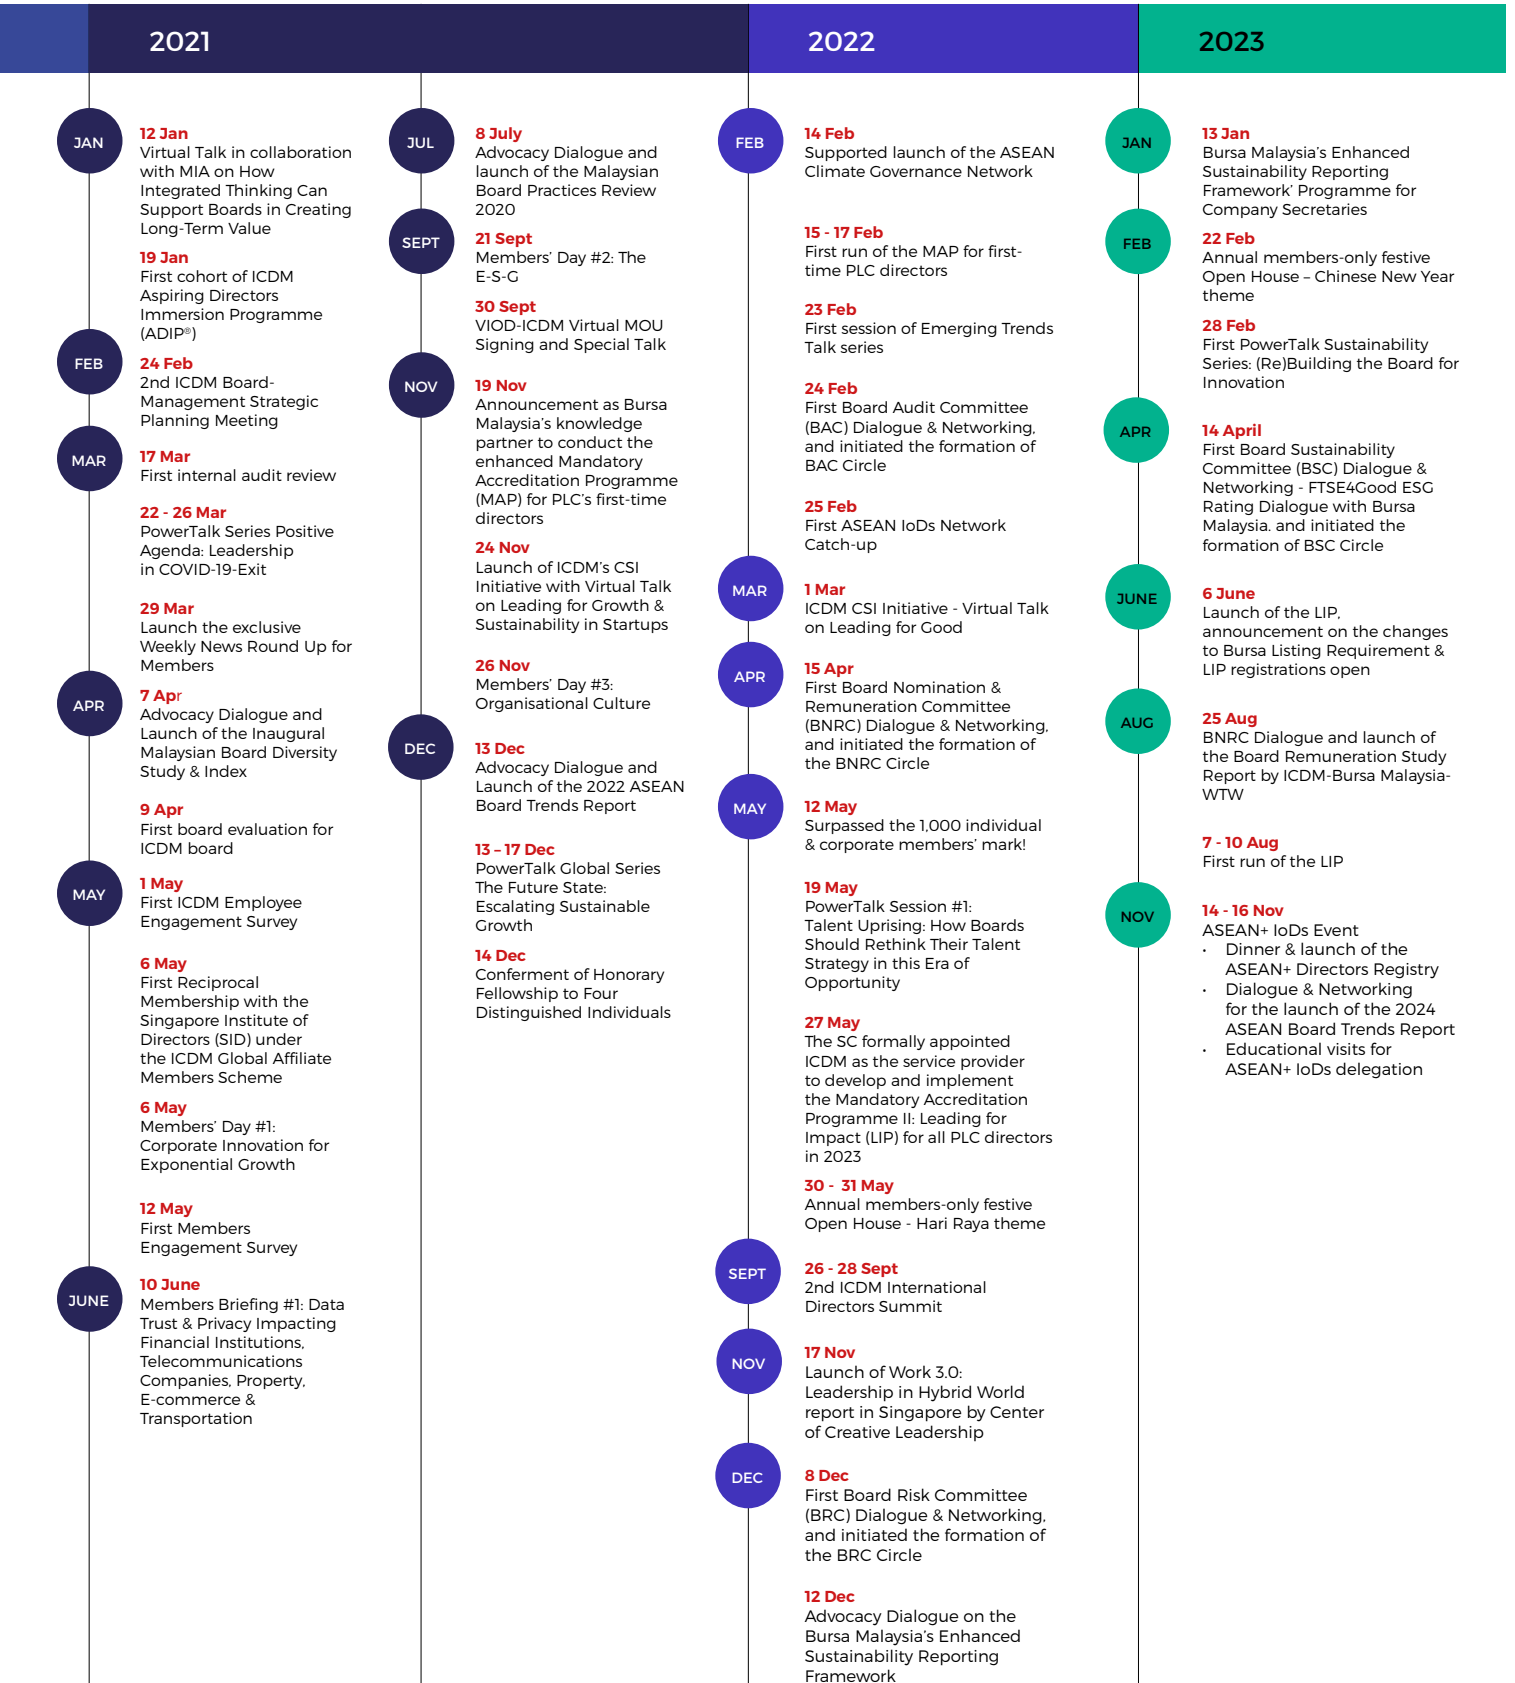 2021
JAN
12 Jan
Virtual Talk in collaboration
with MIA on How
Integrated Thinking Can
Support Boards in Creating
Long-Term Value
19 Jan
First cohort of ICDM
Aspiring Directors
Immersion Programme
(ADIP®)
FEB
24 Feb
2nd ICDM Board-
Management Strategic
Planning Meeting
MAR
17 Mar
First internal audit review
22 - 26 Mar
PowerTalk Series Positive
Agenda: Leadership
in COVID-19-Exit
29 Mar
Launch the exclusive
Weekly News Round Up for
Members
APR
7 Apr
Advocacy Dialogue and
Launch of the Inaugural
Malaysian Board Diversity
Study & Index
9 Apr
First board evaluation for
ICDM board
MAY
1 May
First ICDM Employee
Engagement Survey
6 May
First Reciprocal
Membership with the
Singapore Institute of
Directors (SID) under
the ICDM Global Affiliate
Members Scheme
6 May
Members' Day #1:
Corporate Innovation for
Exponential Growth
12 May
First Members
Engagement Survey
JUNE
10 June
Members Briefing #1: Data
Trust & Privacy Impacting
Financial Institutions,
Telecommunications
Companies, Property,
E-commerce &
Transportation
JUL
8 July
Advocacy Dialogue and
launch of the Malaysian
Board Practices Review
2020
SEPT
21 Sept
Members' Day #2: The
E-S-G
30 Sept
VIOD-ICDM Virtual MOU
Signing and Special Talk
NOV
19 Nov
Announcement as Bursa
Malaysia's knowledge
partner to conduct the
enhanced Mandatory
Accreditation Programme
(MAP) for PLC's first-time
directors
24 Nov
Launch of ICDM's CSI
Initiative with Virtual Talk
on Leading for Growth &
Sustainability in Startups
26 Nov
Members' Day #3:
Organisational Culture
DEC
13 Dec
Advocacy Dialogue and
Launch of the 2022 ASEAN
Board Trends Report
13 – 17 Dec
PowerTalk Global Series
The Future State:
Escalating Sustainable
Growth
14 Dec
Conferment of Honorary
Fellowship to Four
Distinguished Individuals
2022
FEB
14 Feb
Supported launch of the ASEAN
Climate Governance Network
15 - 17 Feb
First run of the MAP for first-
time PLC directors
23 Feb
First session of Emerging Trends
Talk series
24 Feb
First Board Audit Committee
(BAC) Dialogue & Networking,
and initiated the formation of
BAC Circle
25 Feb
First ASEAN IoDs Network
Catch-up
MAR
1 Mar
ICDM CSI Initiative - Virtual Talk
on Leading for Good
APR
15 Apr
First Board Nomination &
Remuneration Committee
(BNRC) Dialogue & Networking,
and initiated the formation of
the BNRC Circle
MAY
12 May
Surpassed the 1,000 individual
& corporate members' mark!
19 May
PowerTalk Session #1:
Talent Uprising: How Boards
Should Rethink Their Talent
Strategy in this Era of
Opportunity
27 May
The SC formally appointed
ICDM as the service provider
to develop and implement
the Mandatory Accreditation
Programme II: Leading for
Impact (LIP) for all PLC directors
in 2023
30 - 31 May
Annual members-only festive
Open House - Hari Raya theme
SEPT
26 - 28 Sept
2nd ICDM International
Directors Summit
NOV
17 Nov
Launch of Work 3.0:
Leadership in Hybrid World
report in Singapore by Center
of Creative Leadership
DEC
8 Dec
First Board Risk Committee
(BRC) Dialogue & Networking,
and initiated the formation of
the BRC Circle
12 Dec
Advocacy Dialogue on the
Bursa Malaysia's Enhanced
Sustainability Reporting
Framework
2023
JAN
13 Jan
Bursa Malaysia's Enhanced
Sustainability Reporting
Framework' Programme for
Company Secretaries
FEB
22 Feb
Annual members-only festive
Open House – Chinese New Year
theme
28 Feb
First PowerTalk Sustainability
Series: (Re)Building the Board for
Innovation
APR
14 April
First Board Sustainability
Committee (BSC) Dialogue &
Networking - FTSE4Good ESG
Rating Dialogue with Bursa
Malaysia. and initiated the
formation of BSC Circle
JUNE
6 June
Launch of the LIP,
announcement on the changes
to Bursa Listing Requirement &
LIP registrations open
AUG
25 Aug
BNRC Dialogue and launch of
the Board Remuneration Study
Report by ICDM-Bursa Malaysia-
WTW
7 - 10 Aug
First run of the LIP
NOV
14 - 16 Nov
ASEAN+ IoDs Event
• Dinner & launch of the
ASEAN+ Directors Registry
• Dialogue & Networking
for the launch of the 2024
ASEAN Board Trends Report
• Educational visits for
ASEAN+ IoDs delegation